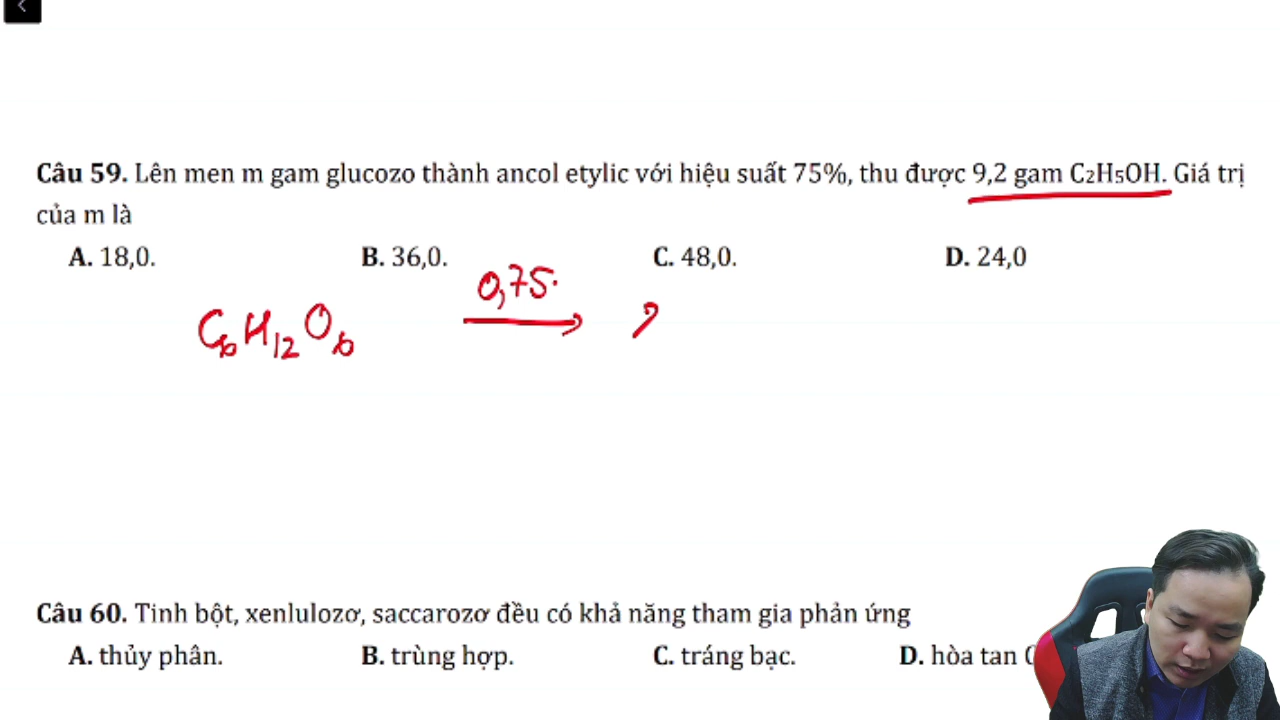 Câu 59. Lên men m gam glucozo thành ancol etylic với hiệu suất 75%, thu được 9,2 gam C₂H₅OH. Giá trị
của m là
A. 18,0. B. 36,0. C. 48,0. D. 24,0
0,75.
C₆H₁₂O₆ → 2
Câu 60. Tinh bột, xenlulozơ, saccarozơ đều có khả năng tham gia phản ứng
A. thủy phân. B. trùng hợp. C. tráng bạc. D. hòa tan